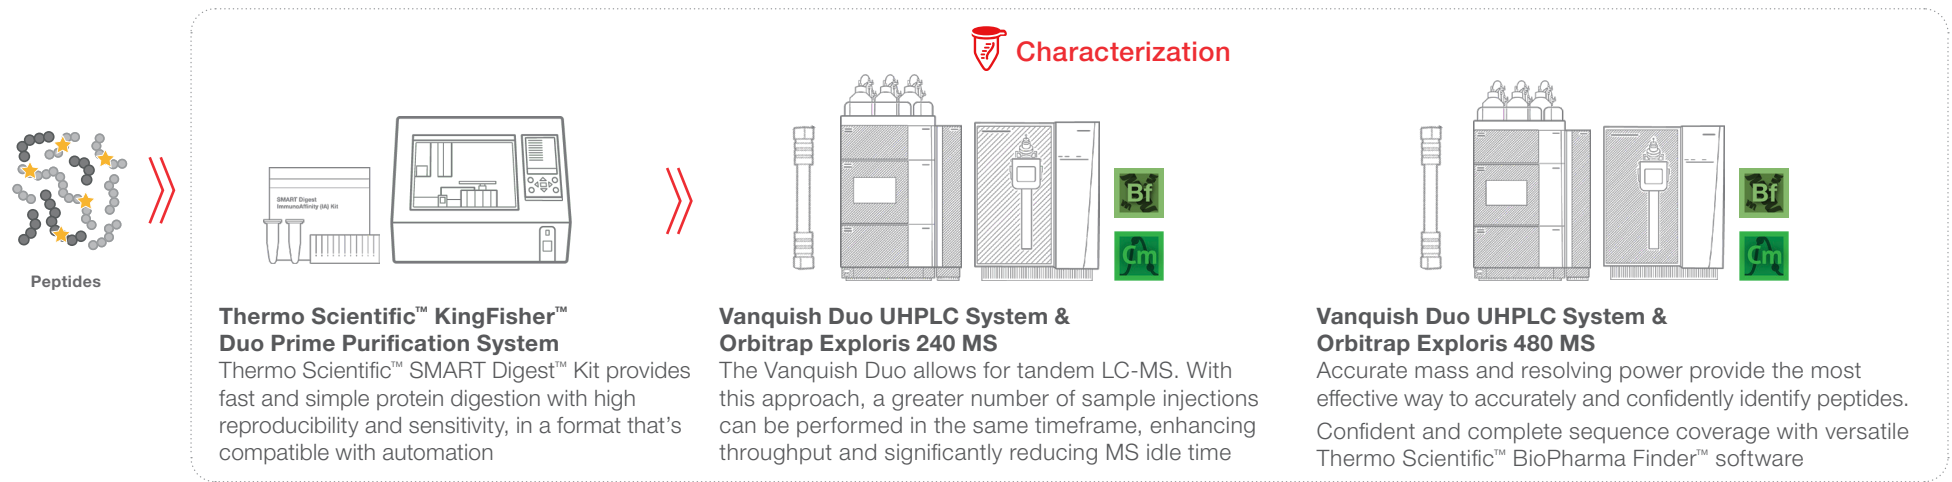 Characterization
SMART Digest
ImmunoAffinity (IA) Kit
Bf
Cm
Bf
Cm
Peptides
Thermo Scientific™ KingFisher™
Duo Prime Purification System
Thermo Scientific™ SMART Digest™ Kit provides
fast and simple protein digestion with high
reproducibility and sensitivity, in a format that’s
compatible with automation
Vanquish Duo UHPLC System &
Orbitrap Exploris 240 MS
The Vanquish Duo allows for tandem LC-MS. With
this approach, a greater number of sample injections
can be performed in the same timeframe, enhancing
throughput and significantly reducing MS idle time
Vanquish Duo UHPLC System &
Orbitrap Exploris 480 MS
Accurate mass and resolving power provide the most
effective way to accurately and confidently identify peptides.
Confident and complete sequence coverage with versatile
Thermo Scientific™ BioPharma Finder™ software